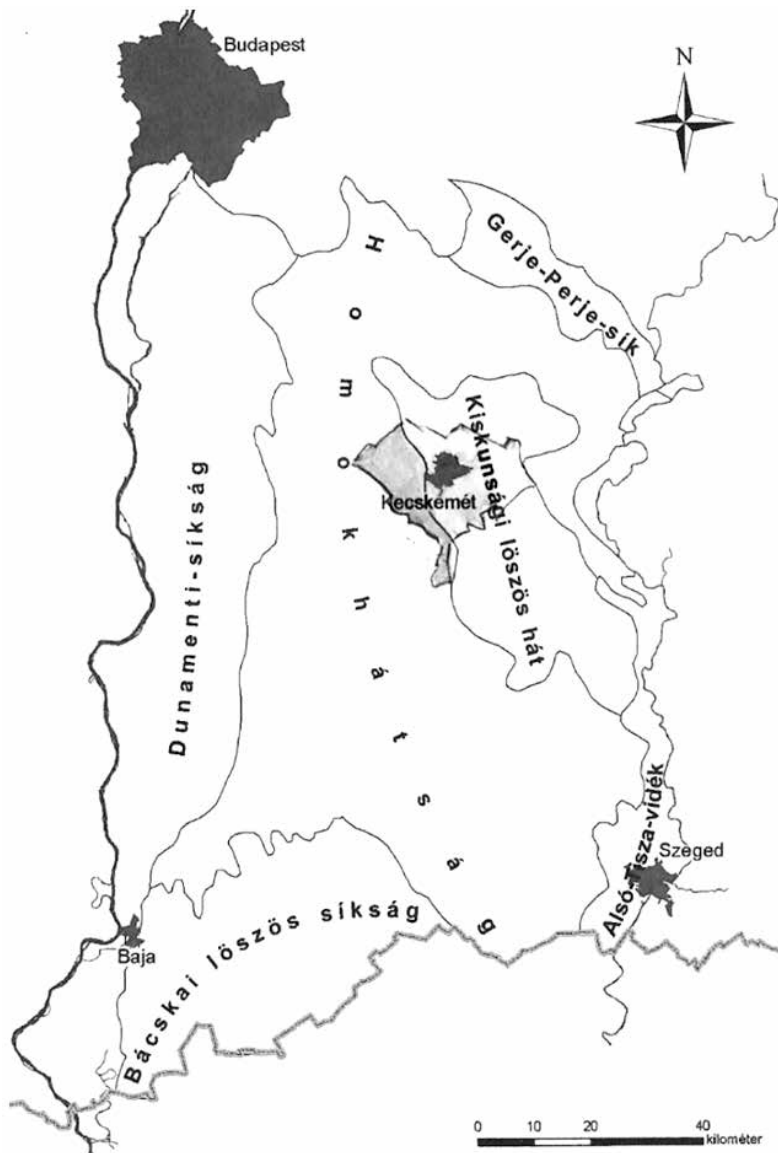 Budapest
N
Gerje-Perje-sík
Homokhátság
Kiskunsági löszös hát
Kecskemét
Dunamenti-síkság
Alsó-Tisza-vidék
Szeged
Bácskai löszös síkság
Baja
0 10 20 40
kilométer